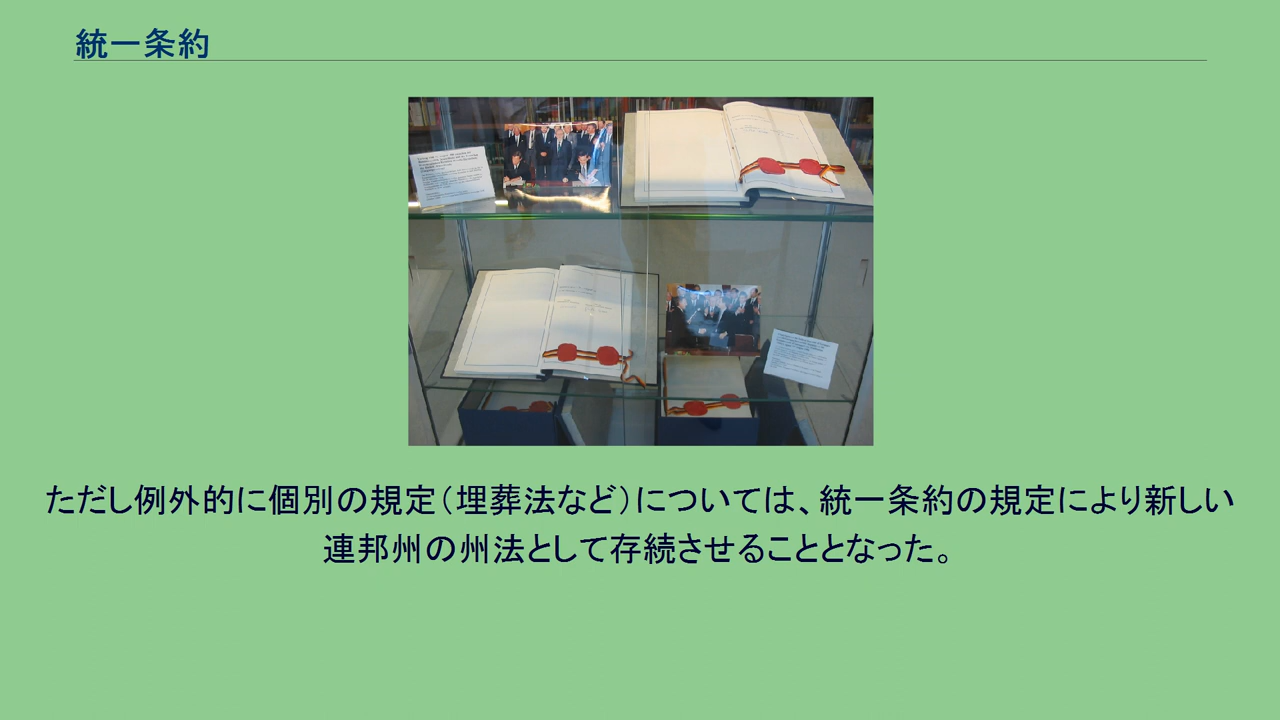 統一条約
ただし例外的に個別の規定（埋葬法など）については、統一条約の規定により新しい
連邦州の州法として存続させることとなった。